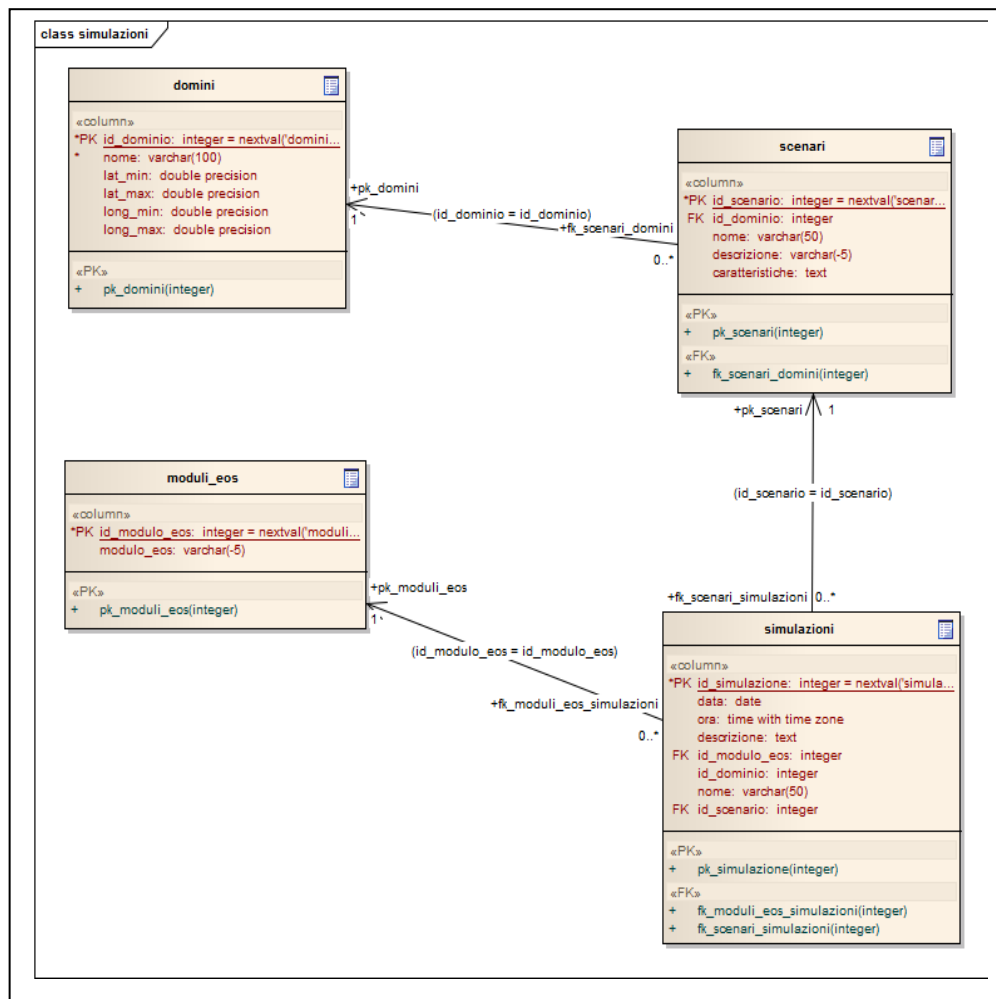 class simulazioni
domini
«column»
*PK id_dominio: integer = nextval('domini...
* nome: varchar(100)
lat_min: double precision
lat_max: double precision
long_min: double precision
long_max: double precision
«PK»
+ pk_domini(integer)
+pk_domini
1
(id_dominio = id_dominio)
+fk_scenari_domini
0..*
scenari
«column»
*PK id_scenario: integer = nextval('scenar...
FK id_dominio: integer
nome: varchar(50)
descrizione: varchar(-5)
caratteristiche: text
«PK»
+ pk_scenari(integer)
«FK»
+ fk_scenari_domini(integer)
+pk_scenari 1
(id_scenario = id_scenario)
+fk_scenari_simulazioni 0..*
moduli_eos
«column»
*PK id_modulo_eos: integer = nextval('moduli...
modulo_eos: varchar(-5)
«PK»
+ pk_moduli_eos(integer)
+pk_moduli_eos
1
(id_modulo_eos = id_modulo_eos)
+fk_moduli_eos_simulazioni
0..*
simulazioni
«column»
*PK id_simulazione: integer = nextval('simula...
data: date
ora: time with time zone
descrizione: text
FK id_modulo_eos: integer
id_dominio: integer
nome: varchar(50)
FK id_scenario: integer
«PK»
+ pk_simulazione(integer)
«FK»
+ fk_moduli_eos_simulazioni(integer)
+ fk_scenari_simulazioni(integer)